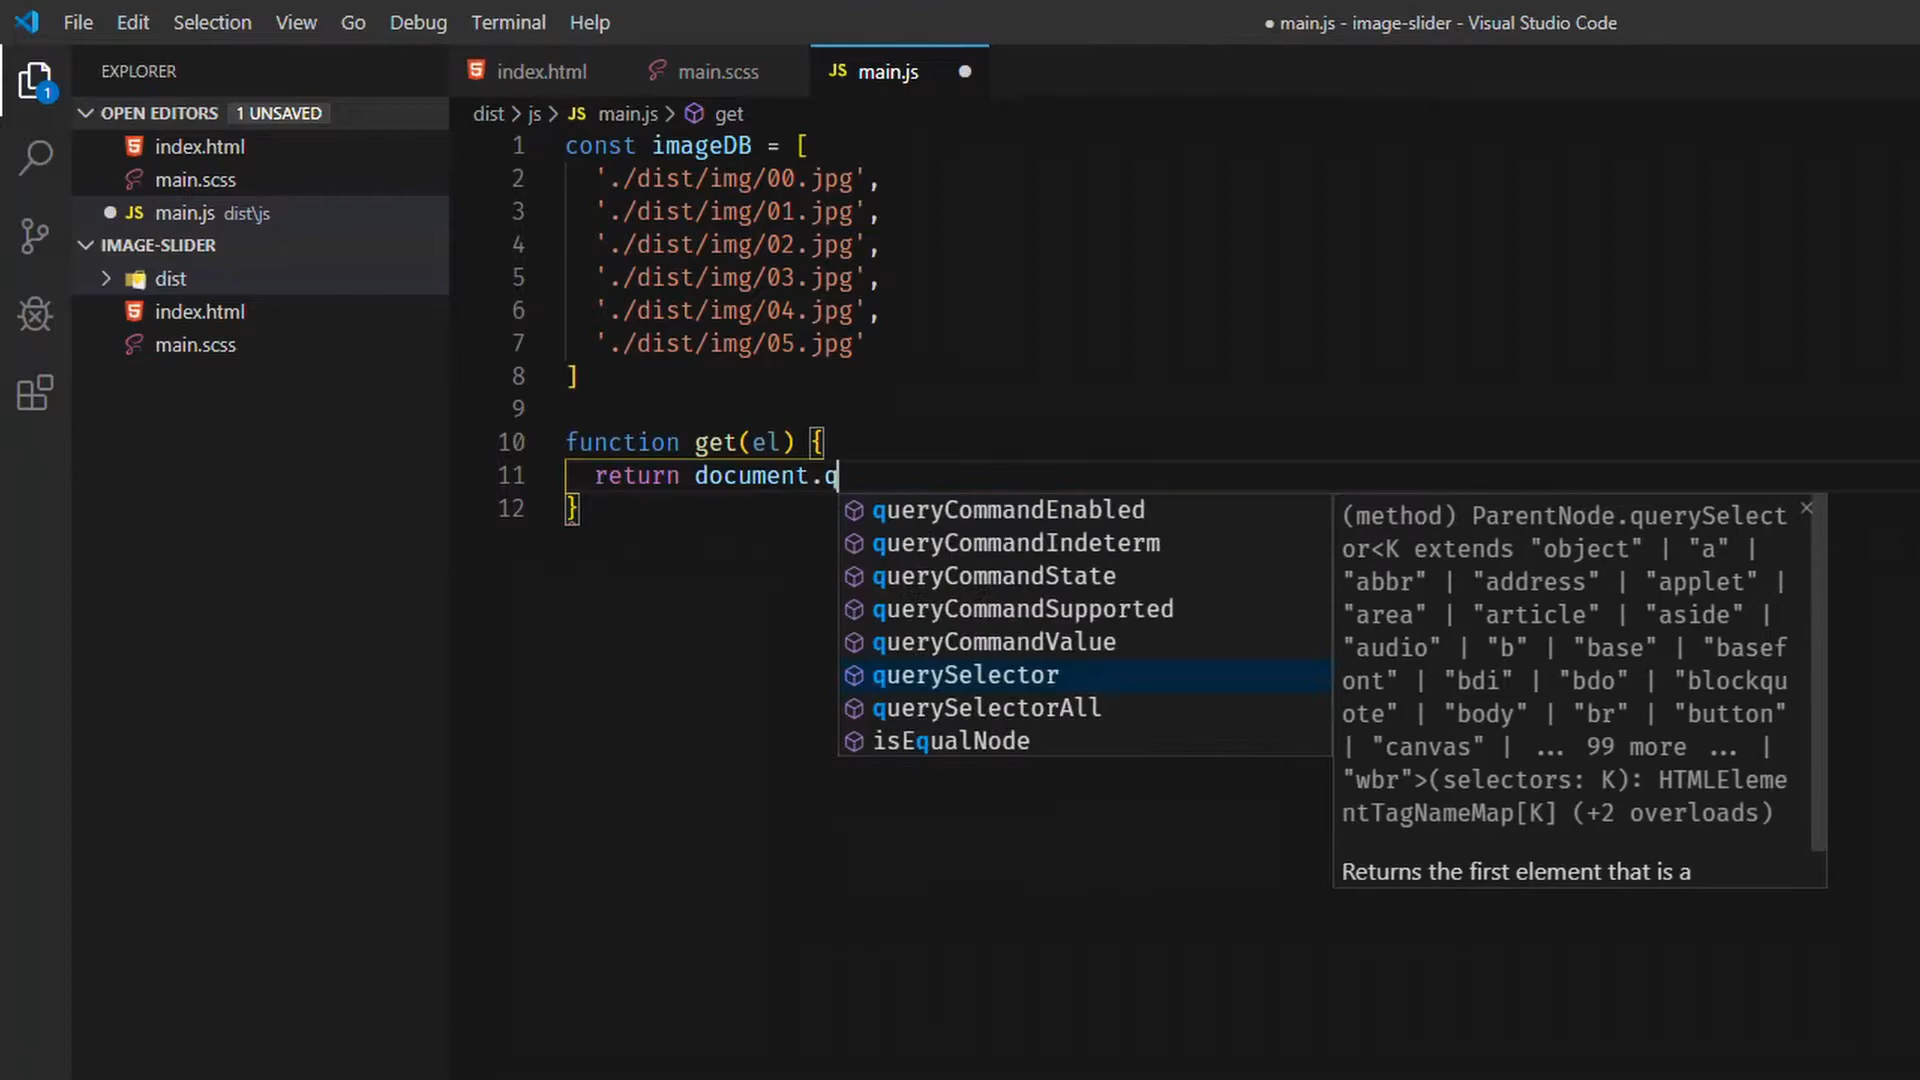 File Edit Selection View Go Debug Terminal Help
● main.js - image-slider - Visual Studio Code
EXPLORER
1
OPEN EDITORS 1 UNSAVED
index.html
main.scss
JS main.js dist\js
IMAGE-SLIDER
dist
index.html
main.scss
index.html main.scss JS main.js
dist > js > JS main.js > get
1 const imageDB = [
2 './dist/img/00.jpg',
3 './dist/img/01.jpg',
4 './dist/img/02.jpg',
5 './dist/img/03.jpg',
6 './dist/img/04.jpg',
7 './dist/img/05.jpg'
8 ]
9
10 function get(el) {
11 return document.q
12 }
queryCommandEnabled
queryCommandIndeterm
queryCommandState
queryCommandSupported
queryCommandValue
querySelector
querySelectorAll
isEqualNode
(method) ParentNode.querySelect
or<K extends "object" | "a" |
"abbr" | "address" | "applet" |
"area" | "article" | "aside" |
"audio" | "b" | "base" | "basef
ont" | "bdi" | "bdo" | "blockqu
ote" | "body" | "br" | "button"
| "canvas" | ... 99 more ... |
"wbr">(selectors: K): HTMLEleme
ntTagNameMap[K] (+2 overloads)
Returns the first element that is a